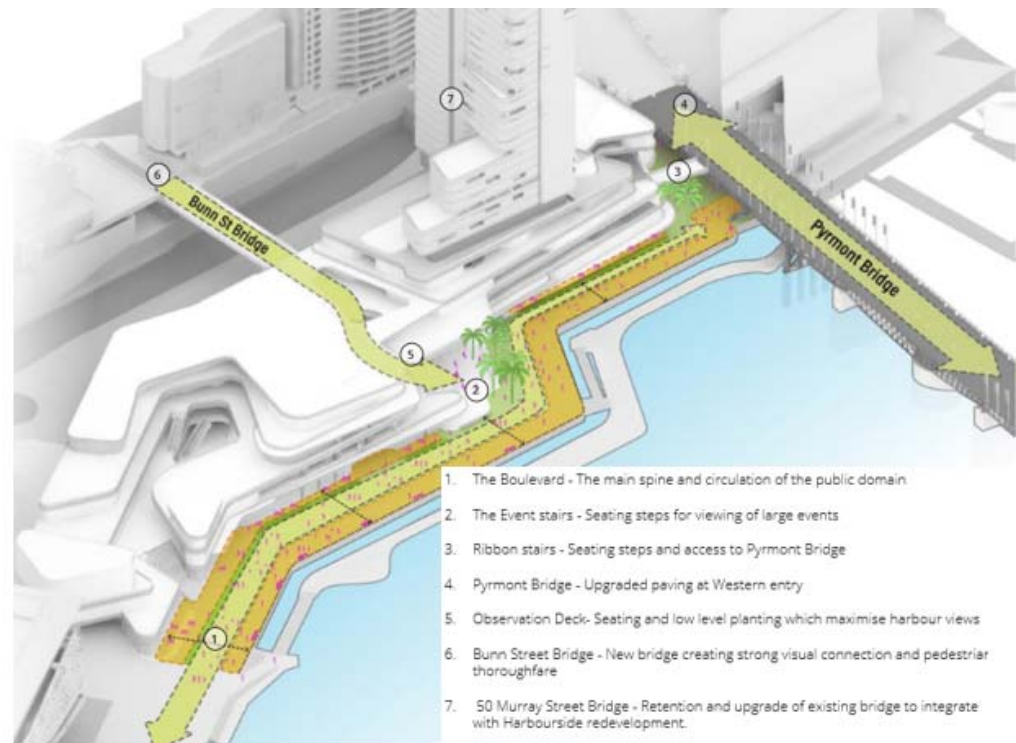 7
4
6
3
Bunn St Bridge
Pyrmont Bridge
5
2
1
1. The Boulevard - The main spine and circulation of the public domain
2. The Event stairs - Seating steps for viewing of large events
3. Ribbon stairs - Seating steps and access to Pyrmont Bridge
4. Pyrmont Bridge - Upgraded paving at Western entry
5. Observation Deck- Seating and low level planting which maximise harbour views
6. Bunn Street Bridge - New bridge creating strong visual connection and pedestriar
thoroughfare
7. 50 Murray Street Bridge - Retention and upgrade of existing bridge to integrate
with Harbourside redevelopment.